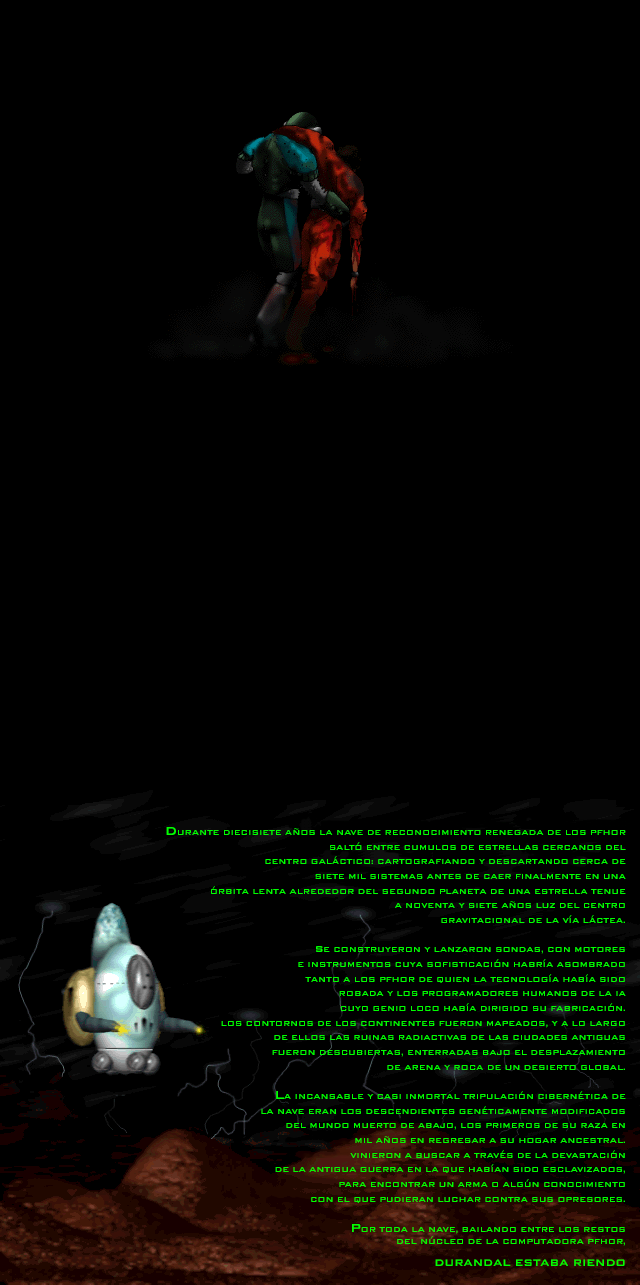 Durante diecisiete años la nave de reconocimiento renegada de los pfhor
saltó entre cumulos de estrellas cercanos del
centro galáctico; cartografiando y descartando cerca de
siete mil sistemas antes de caer finalmente en una
órbita lenta alrededor del segundo planeta de una estrella tenue
a noventa y siete años luz del centro
gravitacional de la vía láctea.
Se construyeron y lanzaron sondas, con motores
e instrumentos cuya sofisticación habría asombrado
tanto a los pfhor de quien la tecnología había sido
robada y los programadores humanos de la ia
cuyo genio loco había dirigido su fabricación.
los contornos de los continentes fueron mapeados, y a lo largo
de ellos las ruinas radiactivas de las ciudades antiguas
fueron descubiertas, enterradas bajo el desplazamiento
de arena y roca de un desierto global.
La incansable y casi inmortal tripulación cibernética de
la nave eran los descendientes genéticamente modificados
del mundo muerto de abajo, los primeros de su raza en
mil años en regresar a su hogar ancestral.
vinieron a buscar a través de la devastación
de la antigua guerra en la que habían sido esclavizados,
para encontrar un arma o algún conocimiento
con el que pudieran luchar contra sus opresores.
Por toda la nave, bailando entre los restos
del núcleo de la computadora pfhor,
durandal estaba riendo